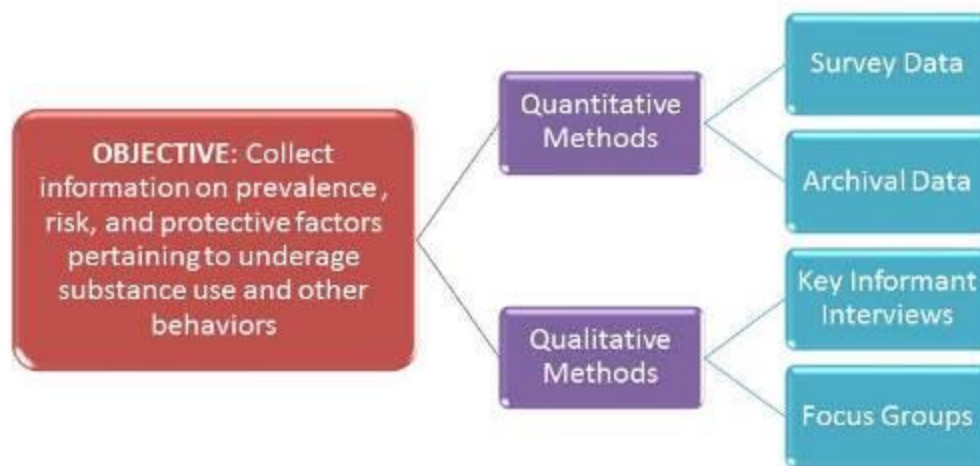 OBJECTIVE: Collect
information on prevalence,
risk, and protective factors
pertaining to underage
substance use and other
behaviors
Quantitative
Methods
Survey Data
Archival Data
Qualitative
Methods
Key Informant
Interviews
Focus Groups